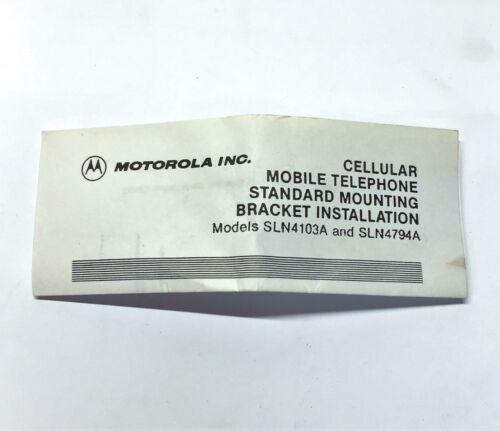 MOTOROLA INC.
CELLULAR
MOBILE TELEPHONE
STANDARD MOUNTING
BRACKET INSTALLATION
Models SLN4103A and SLN4794A